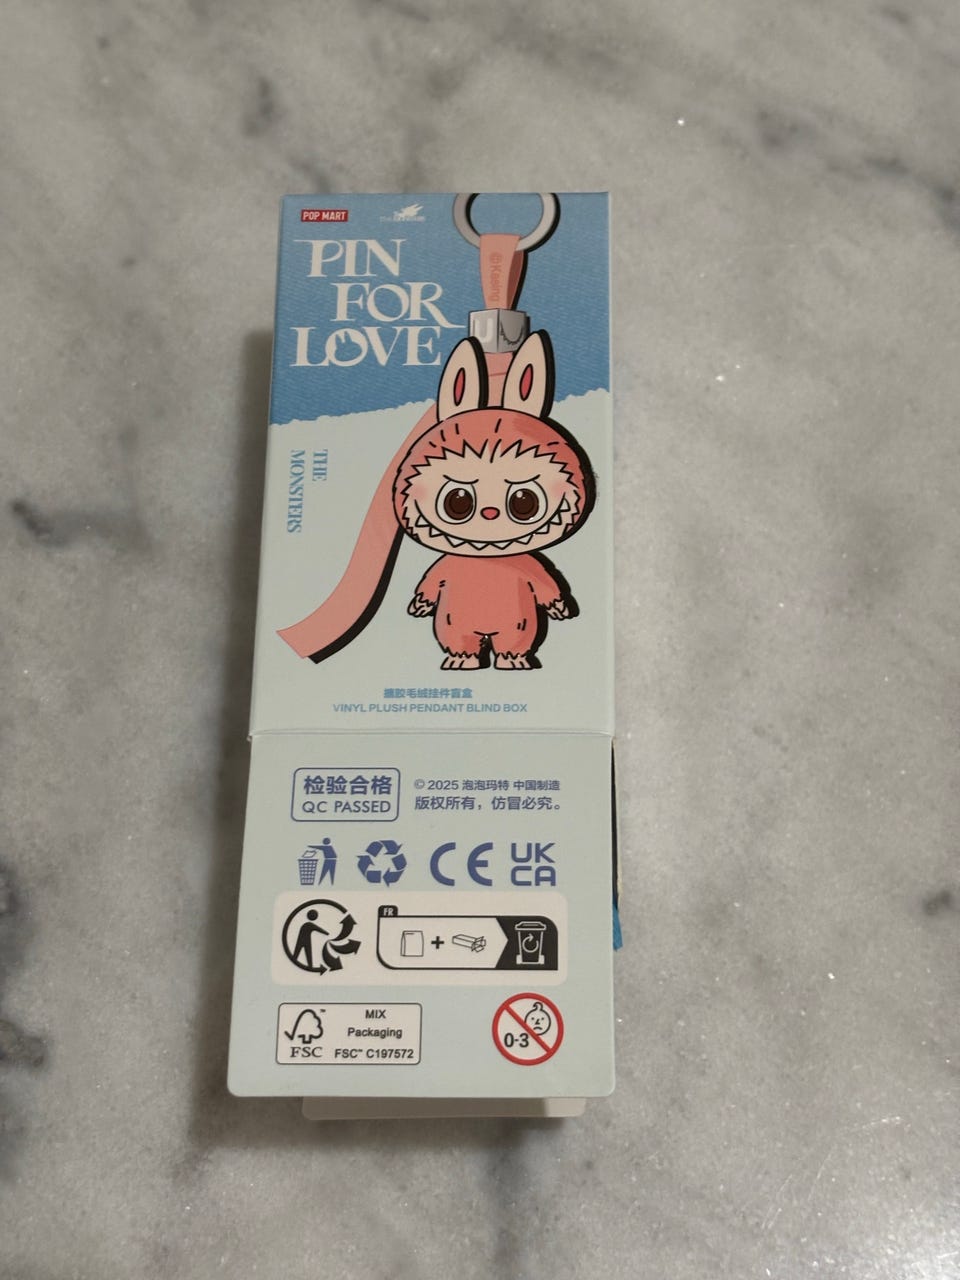 POP MART
PIN
FOR
LOVE
@Kasing
U
THE
MONSTERS
搪胶毛绒挂件盲盒
VINYL PLUSH PENDANT BLIND BOX
检验合格
QC PASSED
© 2025 泡泡玛特 中国制造
版权所有，仿冒必究。
CE
UK
CA
FR
+
MIX
Packaging
FSC™ C197572
FSC
0-3